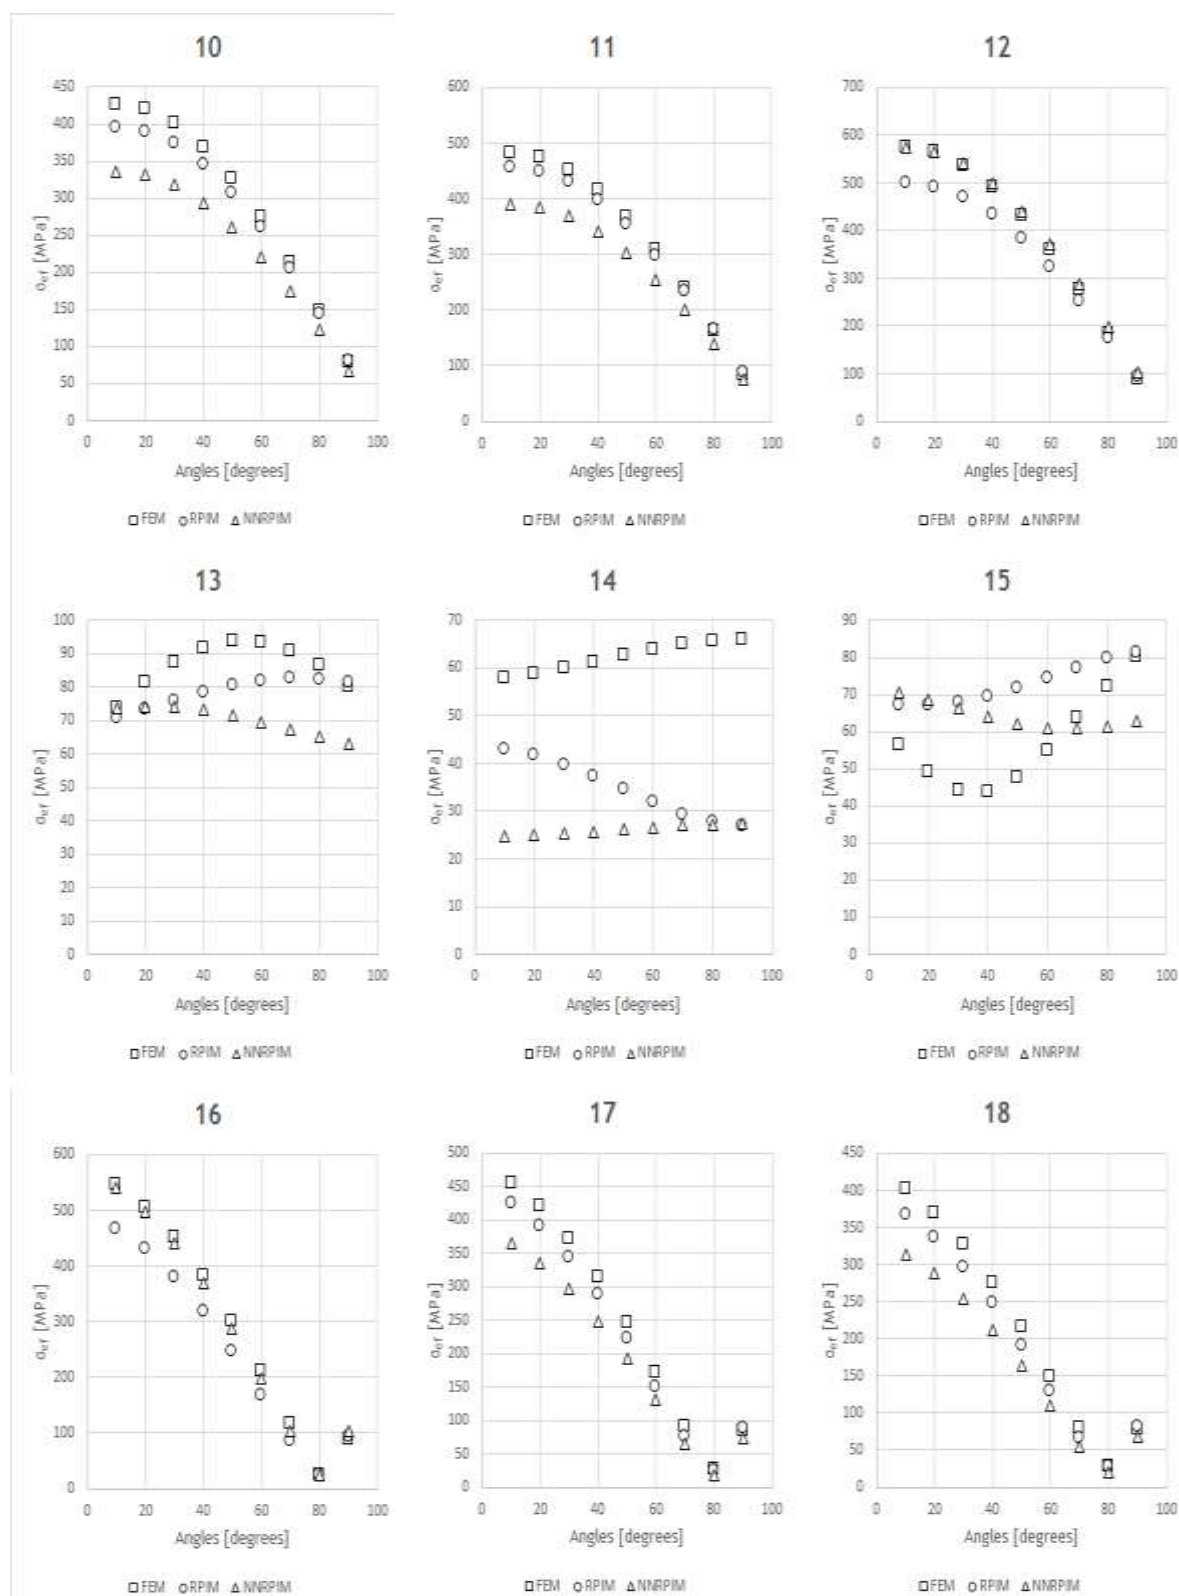 10
σef [MPa]
450
400
350
300
250
200
150
100
50
0
0 20 40 60 80 100
Angles [degrees]
FEM RPIM NNRPIM
11
σef [MPa]
600
500
400
300
200
100
0
0 20 40 60 80 100
Angles [degrees]
FEM RPIM NNRPIM
12
σef [MPa]
700
600
500
400
300
200
100
0
0 20 40 60 80 100
Angles [degrees]
FEM RPIM NNRPIM
13
σef [MPa]
100
90
80
70
60
50
40
30
20
10
0
0 20 40 60 80 100
Angles [degrees]
FEM RPIM NNRPIM
14
σef [MPa]
70
60
50
40
30
20
10
0
0 20 40 60 80 100
Angles [degrees]
FEM RPIM NNRPIM
15
σef [MPa]
90
80
70
60
50
40
30
20
10
0
0 20 40 60 80 100
Angles [degrees]
FEM RPIM NNRPIM
16
σef [MPa]
600
500
400
300
200
100
0
0 20 40 60 80 100
Angles [degrees]
FEM RPIM NNRPIM
17
σef [MPa]
500
450
400
350
300
250
200
150
100
50
0
0 20 40 60 80 100
Angles [degrees]
FEM RPIM NNRPIM
18
σef [MPa]
450
400
350
300
250
200
150
100
50
0
0 20 40 60 80 100
Angles [degrees]
FEM RPIM NNRPIM